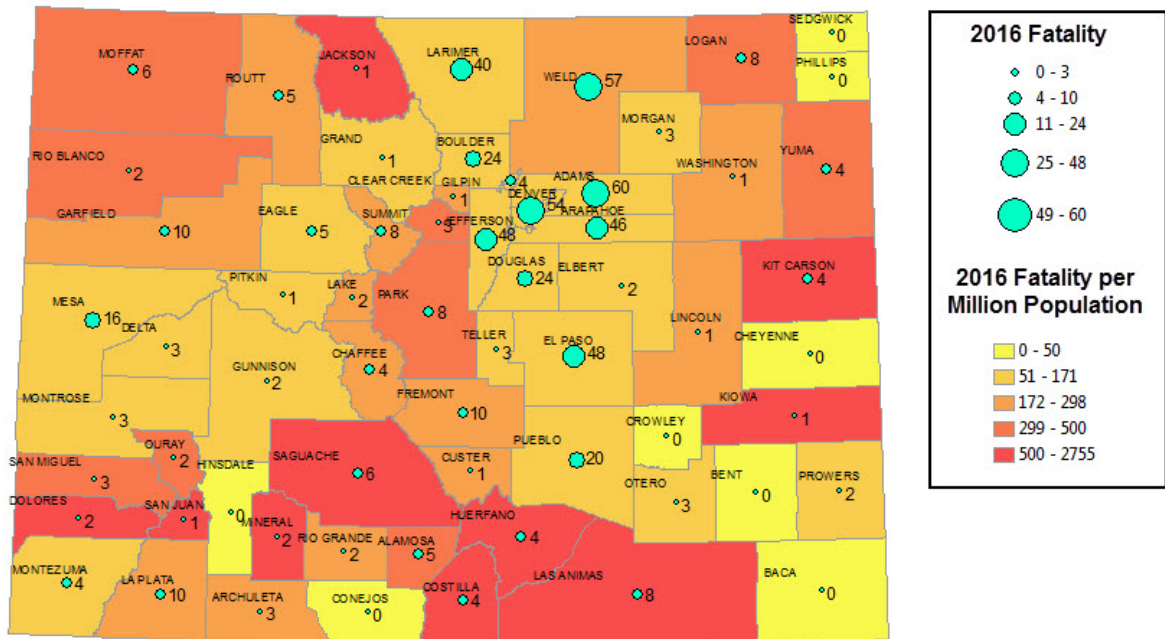 SEDGWICK
0
MOFFAT
6
JACKSON
1
LARIMER
40
LOGAN
8
PHILLIPS
0
ROUTT
5
WELD
57
MORGAN
3
GRAND
1
BOULDER
24
WASHINGTON
1
YUMA
4
RIO BLANCO
2
CLEAR CREEK
3
GILPIN
1
4
ADAMS
60
DENVER
54
ARAPAHOE
46
GARFIELD
10
EAGLE
5
SUMMIT
8
JEFFERSON
48
DOUGLAS
24
ELBERT
2
KIT CARSON
4
PITKIN
1
LAKE
2
PARK
8
MESA
16
DELTA
3
TELLER
3
EL PASO
48
LINCOLN
1
CHEYENNE
0
GUNNISON
2
CHAFFEE
4
MONTROSE
3
FREMONT
10
KIOWA
1
OURAY
2
CROWLEY
0
PUEBLO
20
SAN MIGUEL
3
HINSDALE
0
SAGUACHE
6
CUSTER
1
OTERO
3
BENT
0
PROWERS
2
DOLORES
2
SAN JUAN
1
MINERAL
2
RIO GRANDE
2
ALAMOSA
5
HUERFANO
4
MONTEZUMA
4
LA PLATA
10
ARCHULETA
3
CONEJOS
0
COSTILLA
4
LAS ANIMAS
8
BACA
0
2016 Fatality
0 - 3
4 - 10
11 - 24
25 - 48
49 - 60
2016 Fatality per
Million Population
0 - 50
51 - 171
172 - 298
299 - 500
500 - 2755